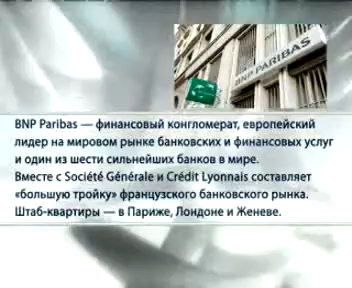 BNP PARIBAS
BNP Paribas — финансовый конгломерат, европейский
лидер на мировом рынке банковских и финансовых услуг
и один из шести сильнейших банков в мире.
Вместе с Société Générale и Crédit Lyonnais составляет
«большую тройку» французского банковского рынка.
Штаб-квартиры — в Париже, Лондоне и Женеве.